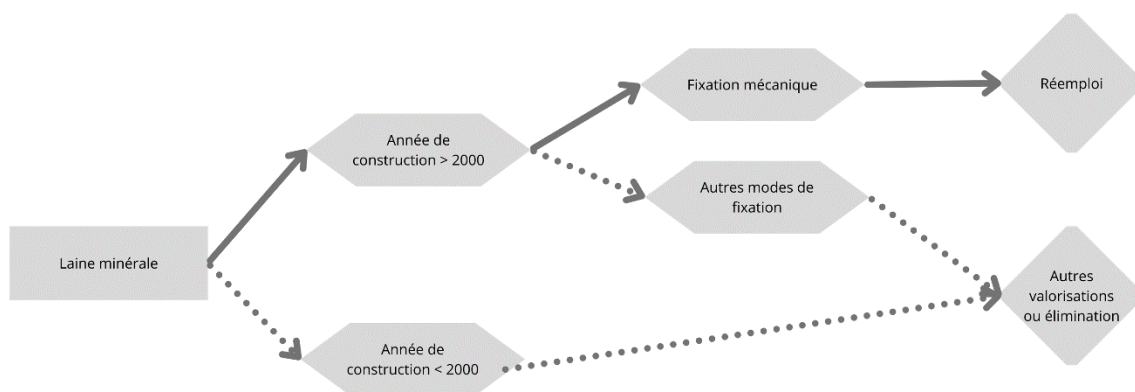 Fixation mécanique
Réemploi
Année de
construction > 2000
Autres modes de
fixation
Laine minérale
Autres
valorisations
ou élimination
Année de
construction < 2000